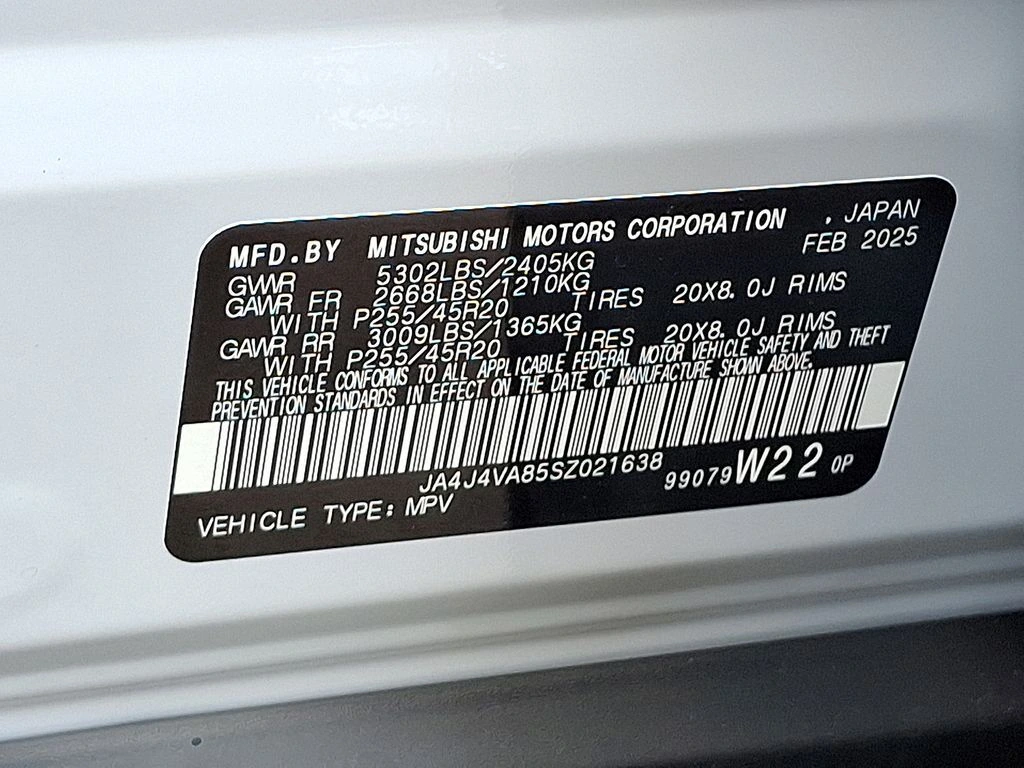 MFD.BY MITSUBISHI MOTORS CORPORATION . JAPAN
FEB 2025
GWWR 5302LBS/2405KG
GAWR FR 2668LBS/1210KG
WITH P255/45R20 TIRES 20X8.0J RIMS
GAWR RR 3009LBS/1365KG
WITH P255/45R20 TIRES 20X8.0J RIMS
THIS VEHICLE CONFORMS TO ALL APPLICABLE FEDERAL MOTOR VEHICLE SAFETY AND THEFT
PREVENTION STANDARDS IN EFFECT ON THE DATE OF MANUFACTURE SHOWN ABOVE.
JA4J4VA85SZ021638 99079 W22 0P
VEHICLE TYPE: MPV